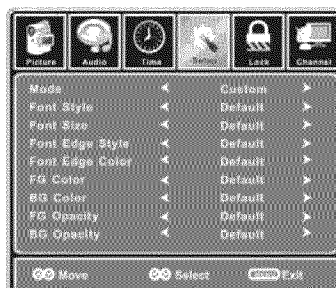 Picture Audio Time Setup Lock Channel
Mode Custom
Font Style Default
Font Size Default
Font Edge Style Default
Font Edge Color Default
FG Color Default
BG Color Default
FG Opacity Default
BG Opacity Default
Move Select Exit